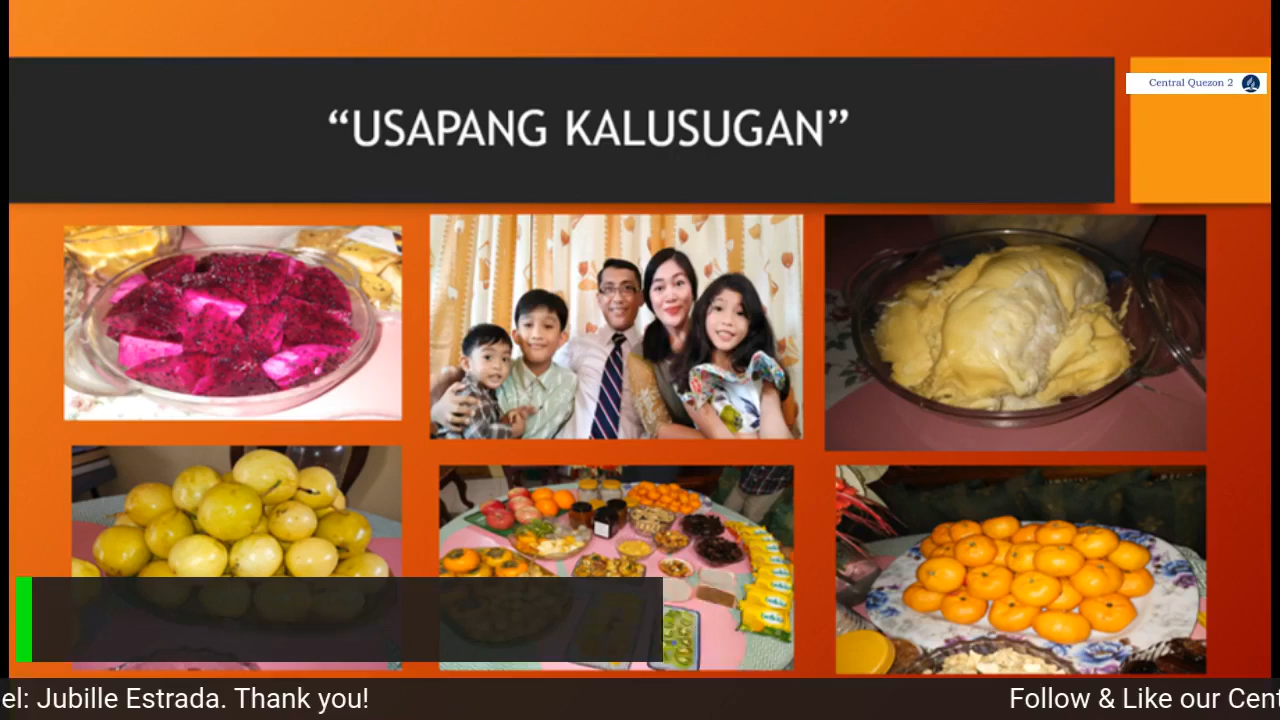 “USAPANG KALUSUGAN”
Central Quezon 2
el: Jubille Estrada. Thank you!
Follow & Like our Cent